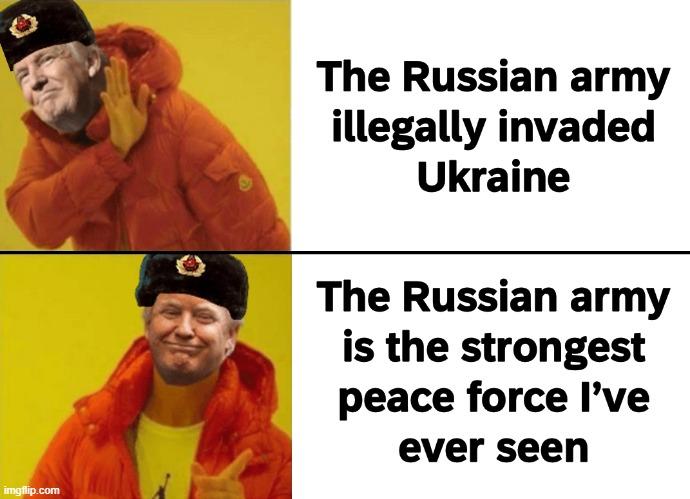 The Russian army
illegally invaded
Ukraine
The Russian army
is the strongest
peace force I’ve
ever seen
imgflip.com